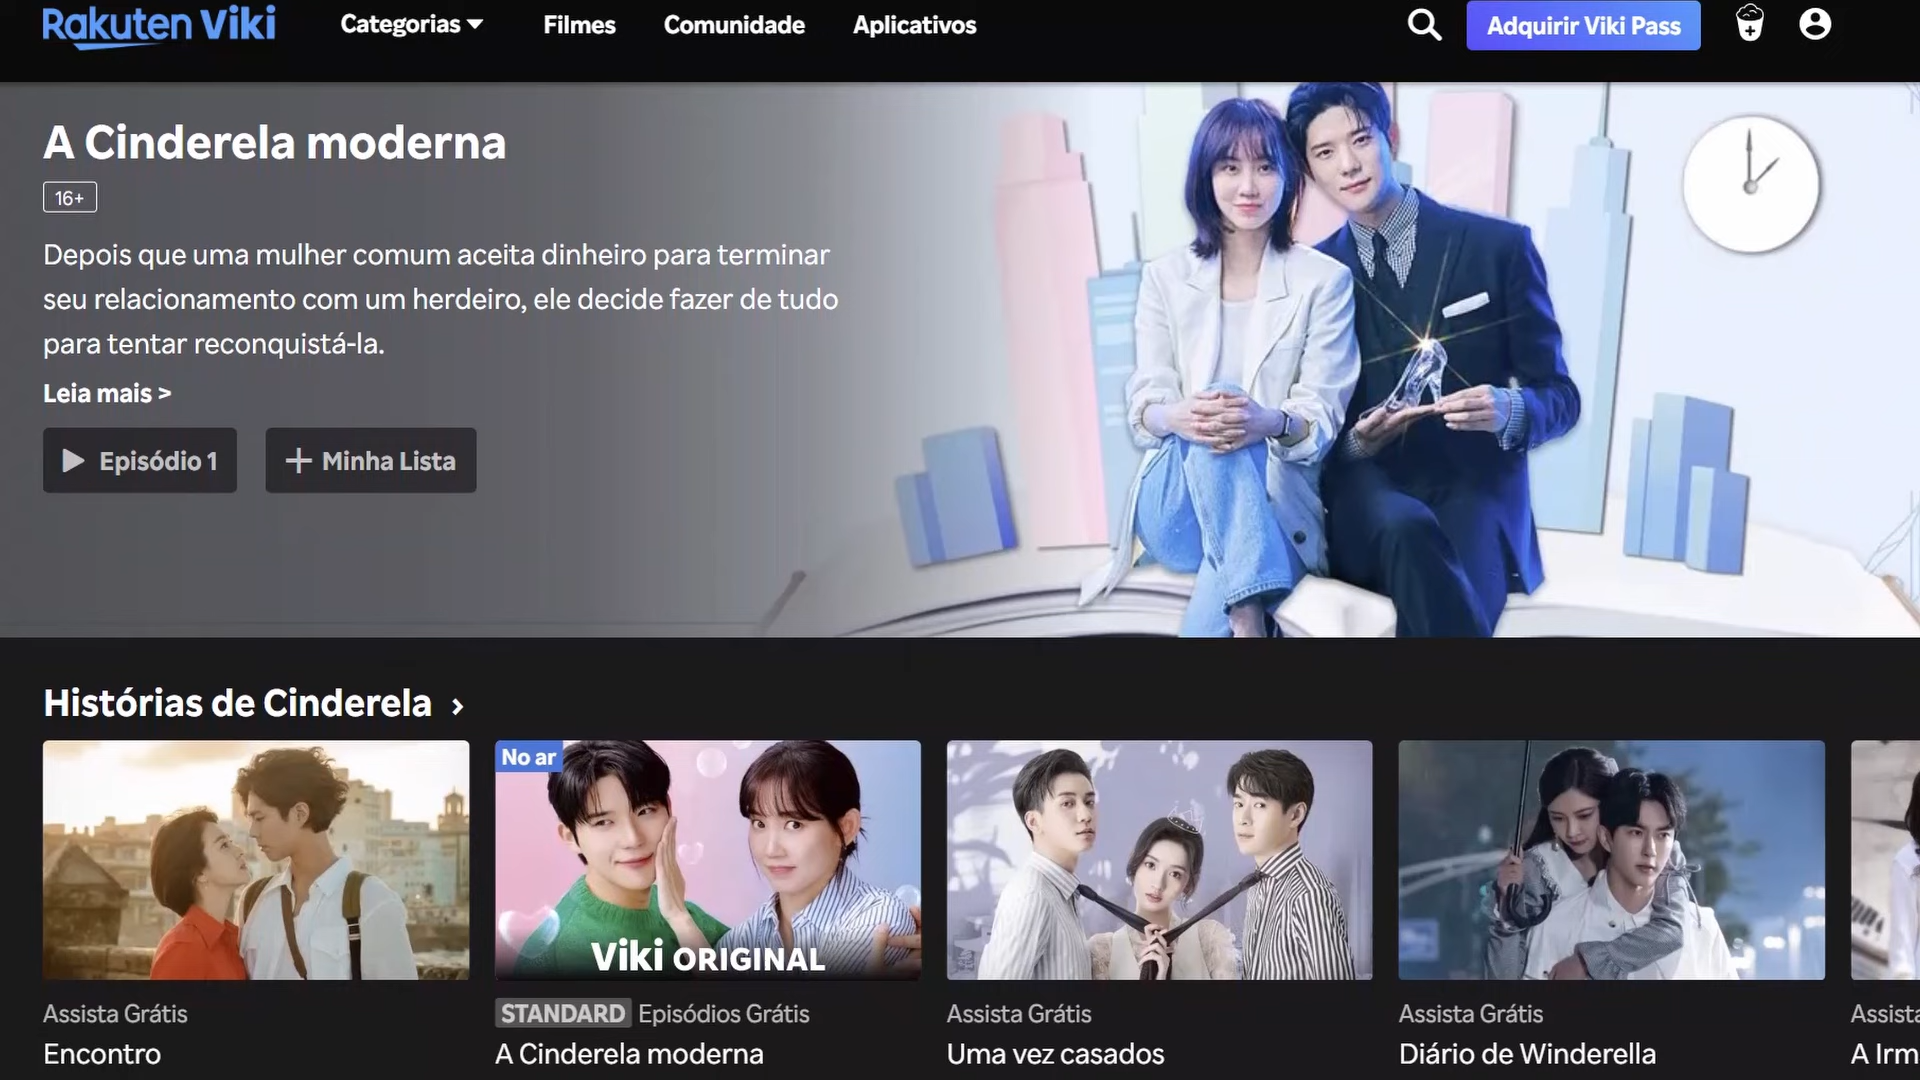 Rakuten Viki
Categorias
Filmes
Comunidade
Aplicativos
Adquirir Viki Pass
A Cinderela moderna
16+
Depois que uma mulher comum aceita dinheiro para terminar
seu relacionamento com um herdeiro, ele decide fazer de tudo
para tentar reconquistá-la.
Leia mais >
Episódio 1
Minha Lista
Histórias de Cinderela
No ar
Viki ORIGINAL
Assista Grátis
Encontro
STANDARD Episódios Grátis
A Cinderela moderna
Assista Grátis
Uma vez casados
Assista Grátis
Diário de Winderella
A